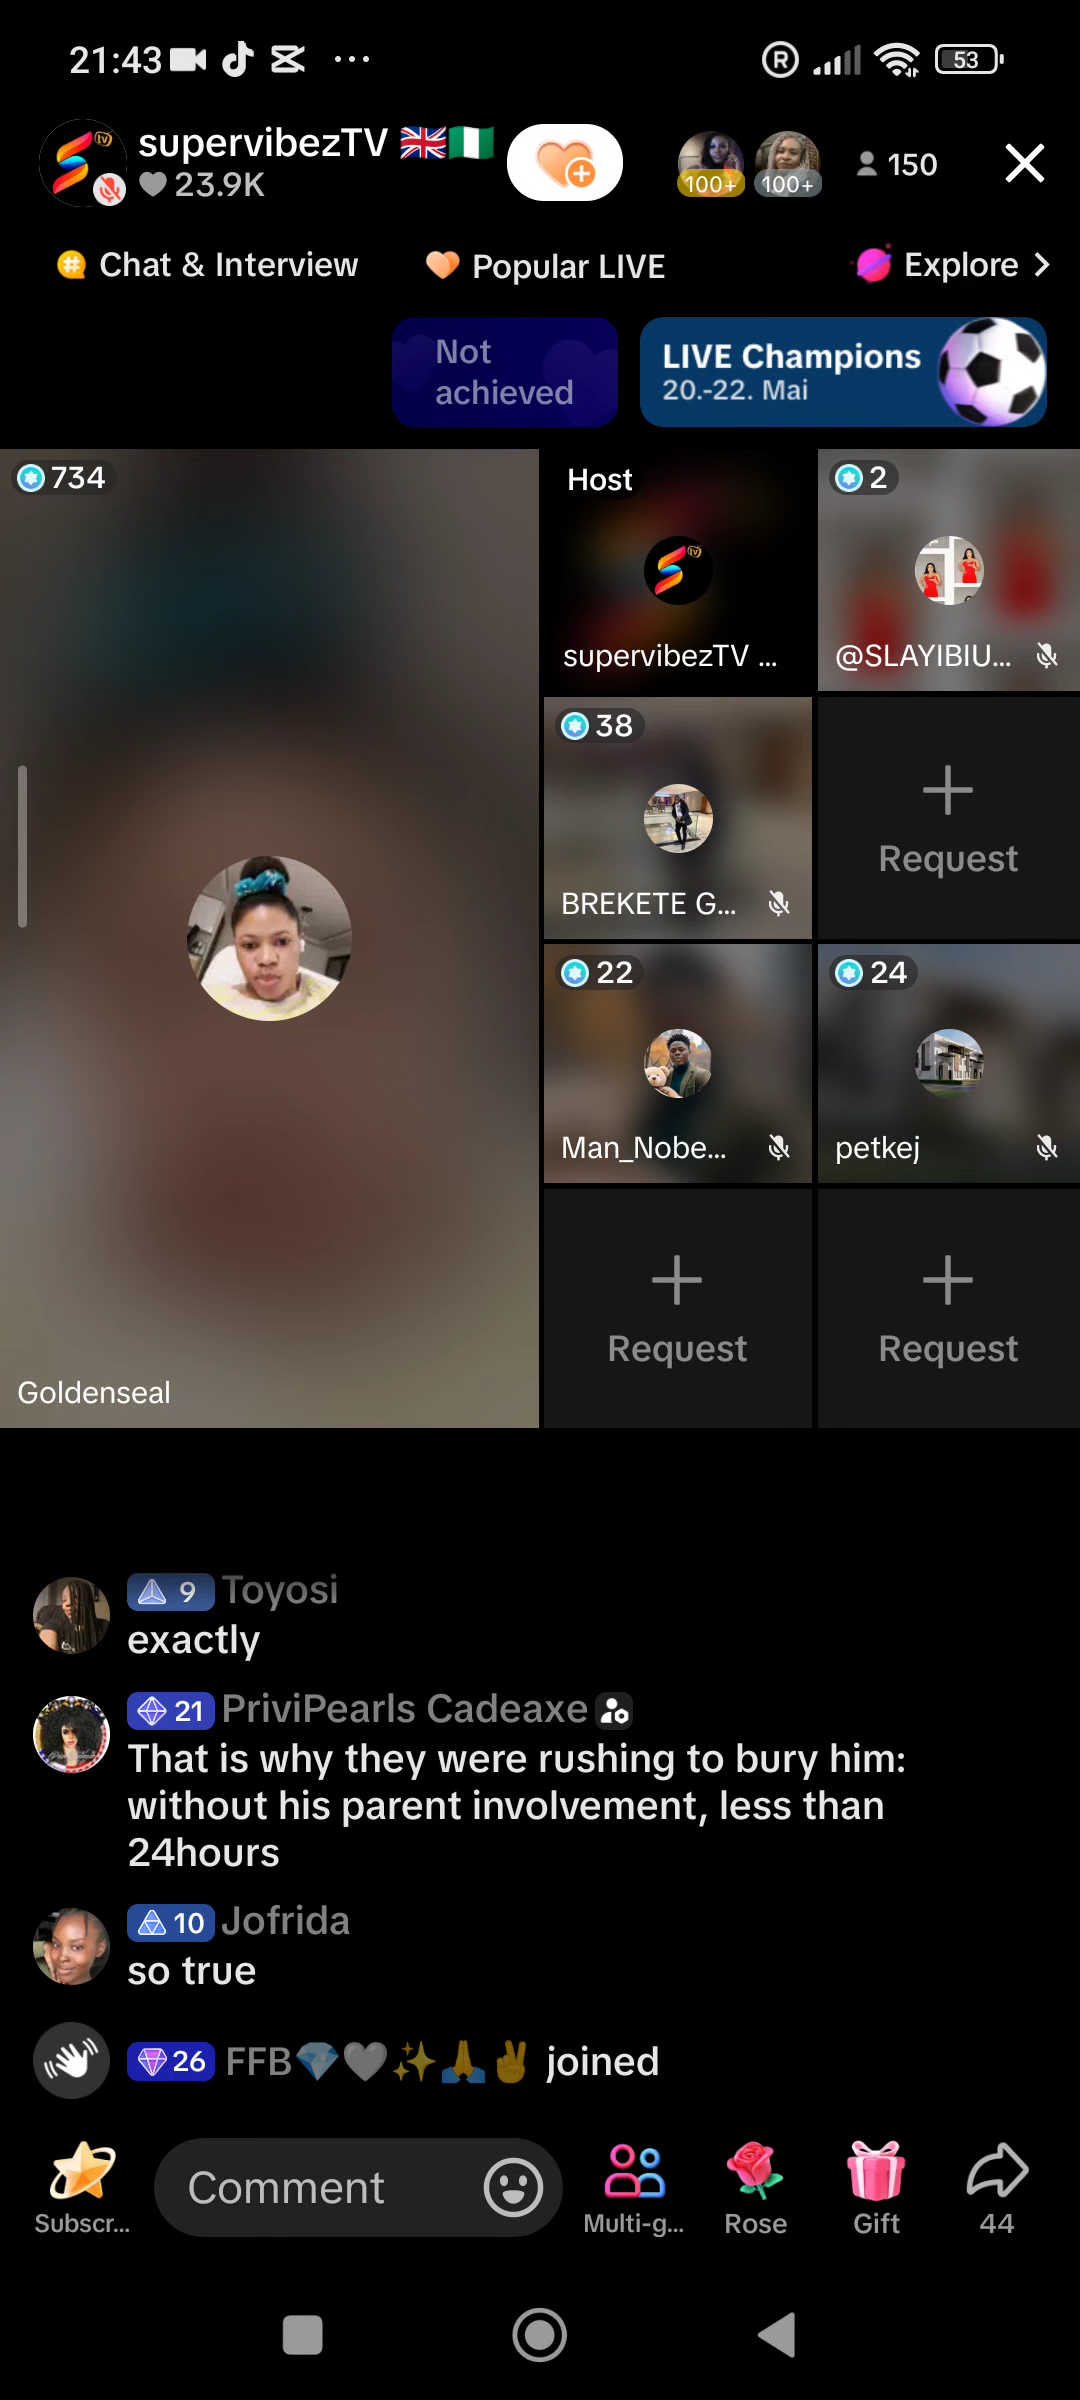 21:43
R
53
supervibezTV 🇬🇧🇳🇬
23.9K
100+
100+
150
Chat & Interview
Popular LIVE
Explore
Not
achieved
LIVE Champions
20.-22. Mai
734
Host
2
supervibezTV ...
@SLAYIBIU...
38
BREKETE G...
Request
22
24
Man_Nobe...
petkej
Request
Request
Goldenseal
9 Toyosi
exactly
21 PriviPearls Cadeaxe
That is why they were rushing to bury him:
without his parent involvement, less than
24hours
10 Jofrida
so true
26 FFB💎🤍✨🙏✌ joined
Comment
Subscr...
Multi-g...
Rose
Gift
44